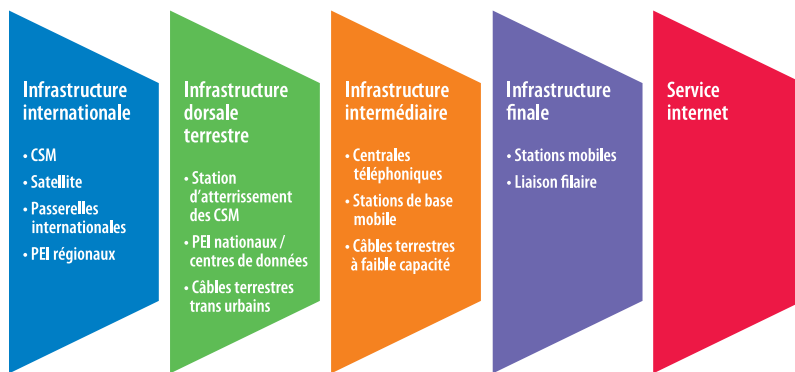 Infrastructure
internationale
• CSM
• Satellite
• Passerelles
internationales
• PEI régionaux
Infrastructure
dorsale
terrestre
• Station
d'atterrissement
des CSM
• PEI nationaux /
centres de données
• Câbles terrestres
trans urbains
Infrastructure
intermédiaire
• Centrales
téléphoniques
• Stations de base
mobile
• Câbles terrestres
à faible capacité
Infrastructure
finale
• Stations mobiles
• Liaison filaire
Service
internet